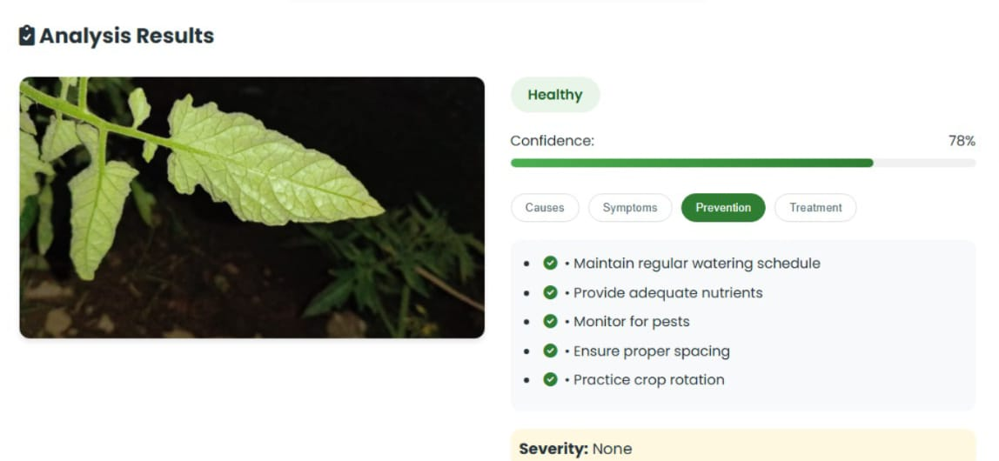 Analysis Results
Healthy
Confidence: 78%
Causes Symptoms Prevention Treatment
• • Maintain regular watering schedule
• • Provide adequate nutrients
• • Monitor for pests
• • Ensure proper spacing
• • Practice crop rotation
Severity: None